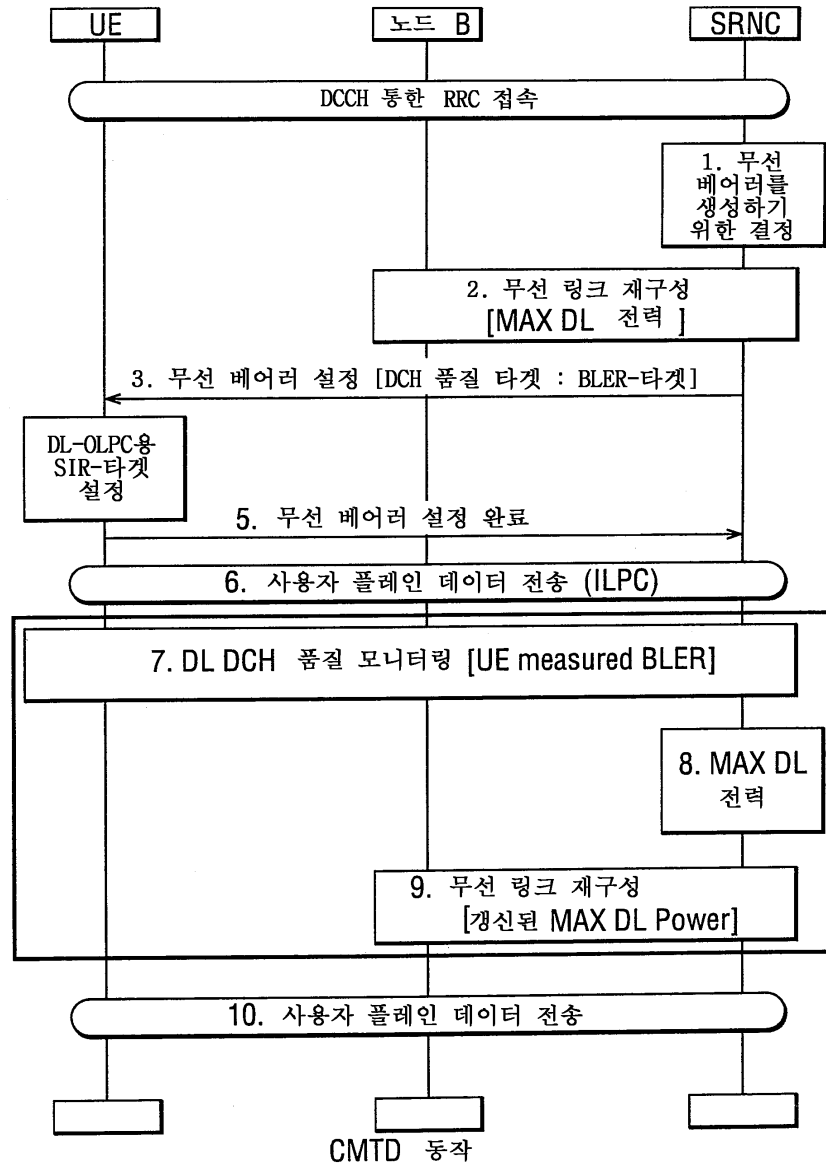 UE
노드 B
SRNC
DCCH 통한 RRC 접속
1. 무선
베어러를
생성하기
위한 결정
2. 무선 링크 재구성
[MAX DL 전력 ]
3. 무선 베어러 설정 [DCH 품질 타겟 : BLER-타겟]
DL-OLPC용
SIR-타겟
설정
5. 무선 베어러 설정 완료
6. 사용자 플레인 데이터 전송 (ILPC)
7. DL DCH 품질 모니터링 [UE measured BLER]
8. MAX DL
전력
9. 무선 링크 재구성
[갱신된 MAX DL Power]
10. 사용자 플레인 데이터 전송
CMTD 동작